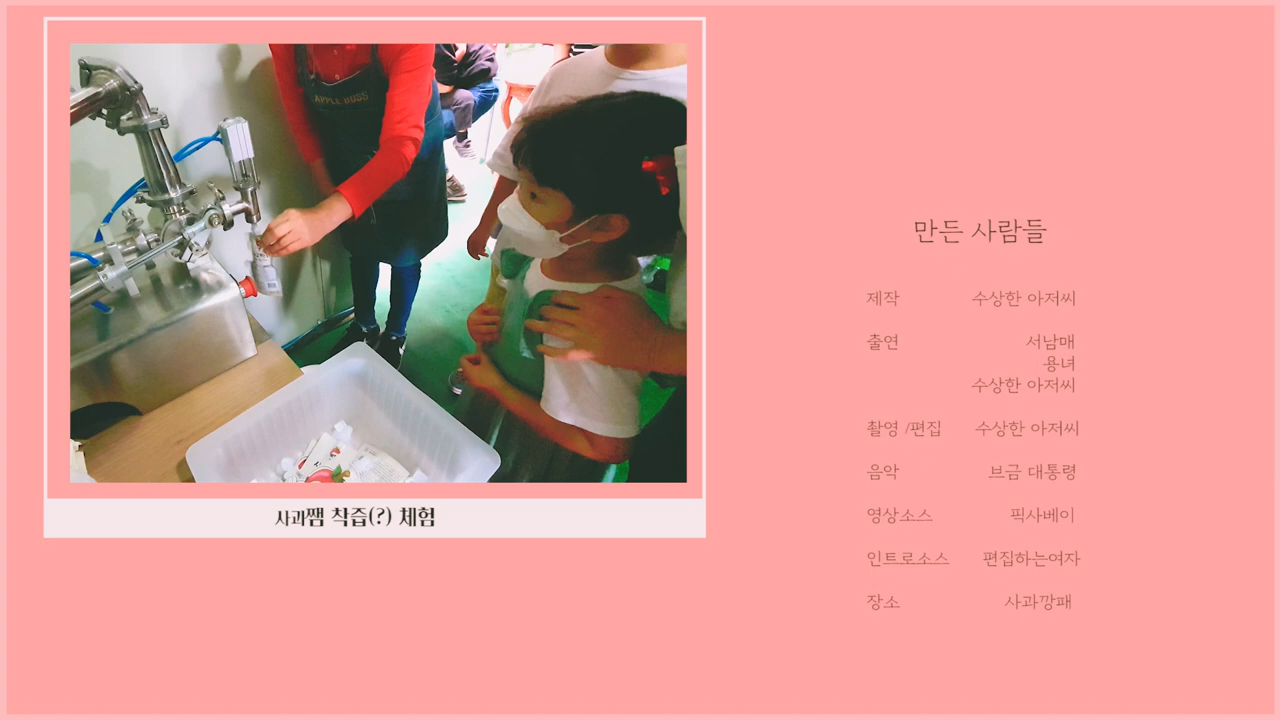 APPLE BOSS
사과쨈 착즙(?) 체험
만든 사람들
제작 수상한 아저씨
출연 서남매
용녀
수상한 아저씨
촬영 /편집 수상한 아저씨
음악 브금 대통령
영상소스 픽사베이
인트로소스 편집하는여자
장소 사과깡패